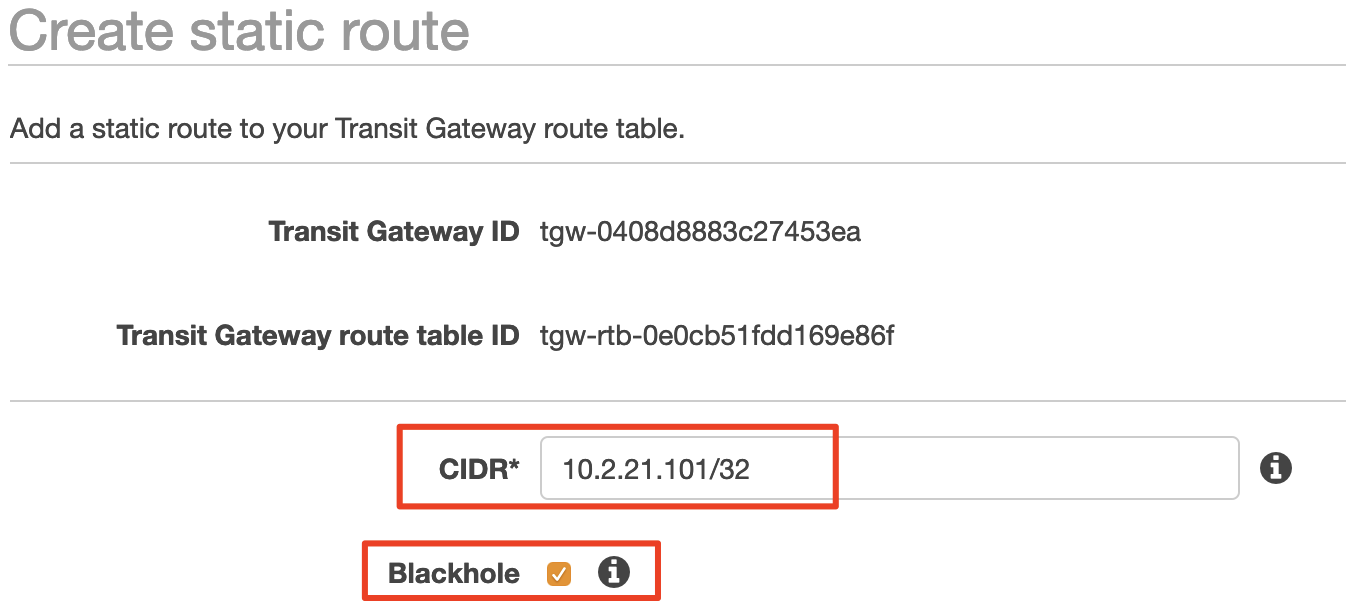 Create static route
Add a static route to your Transit Gateway route table.
Transit Gateway ID tgw-0408d8883c27453ea
Transit Gateway route table ID tgw-rtb-0e0cb51fdd169e86f
CIDR* 10.2.21.101/32
Blackhole